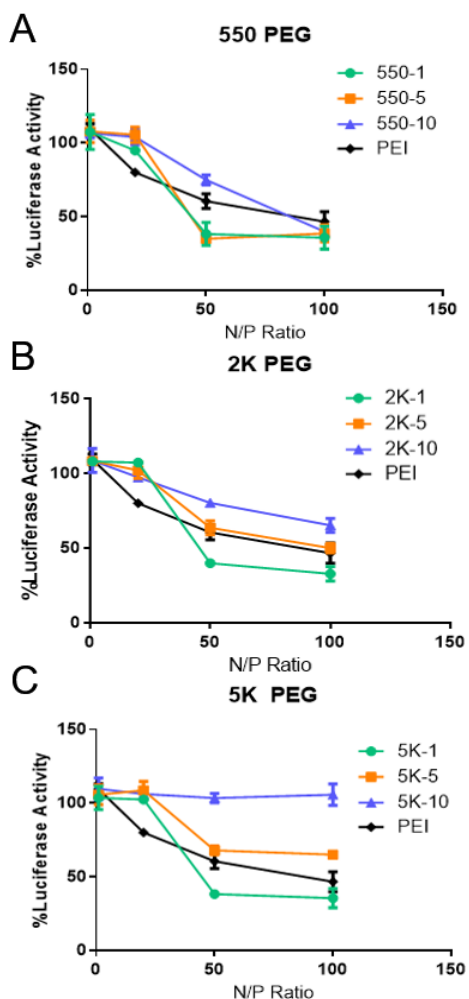 A
550 PEG
150
100
50
0
%Luciferase Activity
550-1
550-5
550-10
PEI
0
50
100
150
N/P Ratio
B
2K PEG
150
100
50
0
%Luciferase Activity
2K-1
2K-5
2K-10
PEI
0
50
100
150
N/P Ratio
C
5K PEG
150
100
50
0
%Luciferase Activity
5K-1
5K-5
5K-10
PEI
0
50
100
150
N/P Ratio